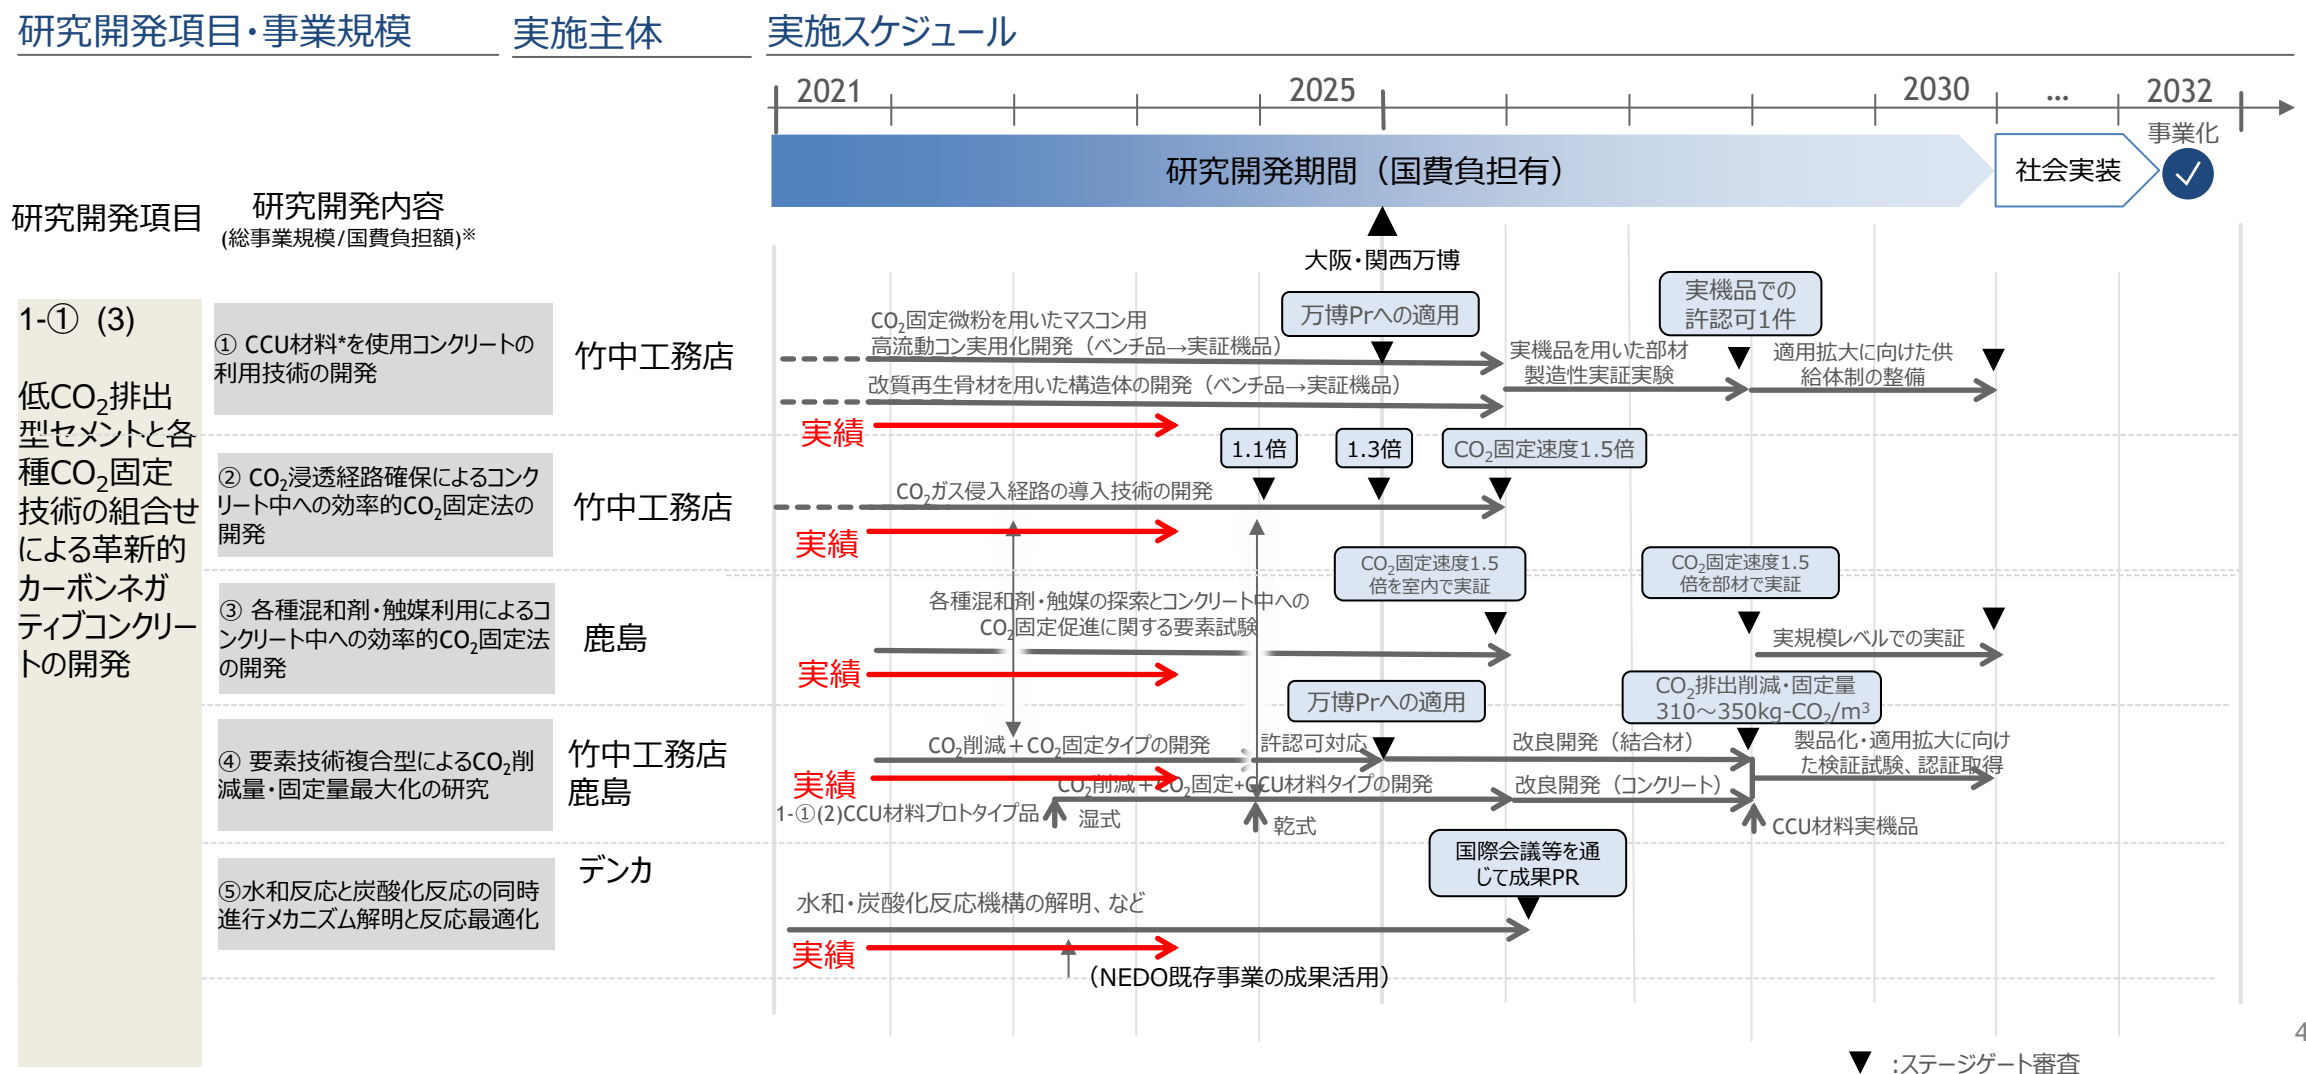 研究開発項目・事業規模
実施主体
実施スケジュール
2021
2025
2030
…
2032
事業化
研究開発期間（国費負担有）
社会実装
研究開発項目
研究開発内容
(総事業規模/国費負担額)※
大阪・関西万博
1-① (3)
低CO2排出
型セメントと各
種CO2固定
技術の組合せ
による革新的
カーボンネガ
ティブコンクリー
トの開発
① CCU材料*を使用コンクリートの
利用技術の開発
竹中工務店
CO2固定微粉を用いたマスコン用
高流動コン実用化開発（ベンチ品→実証機品）
改質再生骨材を用いた構造体の開発（ベンチ品→実証機品）
万博Prへの適用
実機品を用いた部材
製造性実証実験
実機品での
許認可1件
適用拡大に向けた供
給体制の整備
実績
② CO2浸透経路確保によるコンク
リート中への効率的CO2固定法の
開発
竹中工務店
1.1倍
1.3倍
CO2固定速度1.5倍
CO2ガス侵入経路の導入技術の開発
実績
③ 各種混和剤・触媒利用によるコ
ンクリート中への効率的CO2固定法
の開発
鹿島
各種混和剤・触媒の探索とコンクリート中への
CO2固定促進に関する要素試験
CO2固定速度1.5
倍を室内で実証
CO2固定速度1.5
倍を部材で実証
実規模レベルでの実証
実績
④ 要素技術複合型によるCO2削
減量・固定量最大化の研究
竹中工務店
鹿島
万博Prへの適用
CO2排出削減・固定量
310～350kg-CO2/m3
CO2削減＋CO2固定タイプの開発
許認可対応
改良開発（結合材）
製品化・適用拡大に向け
た検証試験、認証取得
実績
CO2削減＋CO2固定+CCU材料タイプの開発
改良開発（コンクリート）
1-①(2)CCU材料プロトタイプ品
湿式
乾式
CCU材料実機品
⑤水和反応と炭酸化反応の同時
進行メカニズム解明と反応最適化
デンカ
水和・炭酸化反応機構の解明、など
国際会議等を通
じて成果PR
実績
（NEDO既存事業の成果活用）
4
▼ :ステージゲート審査